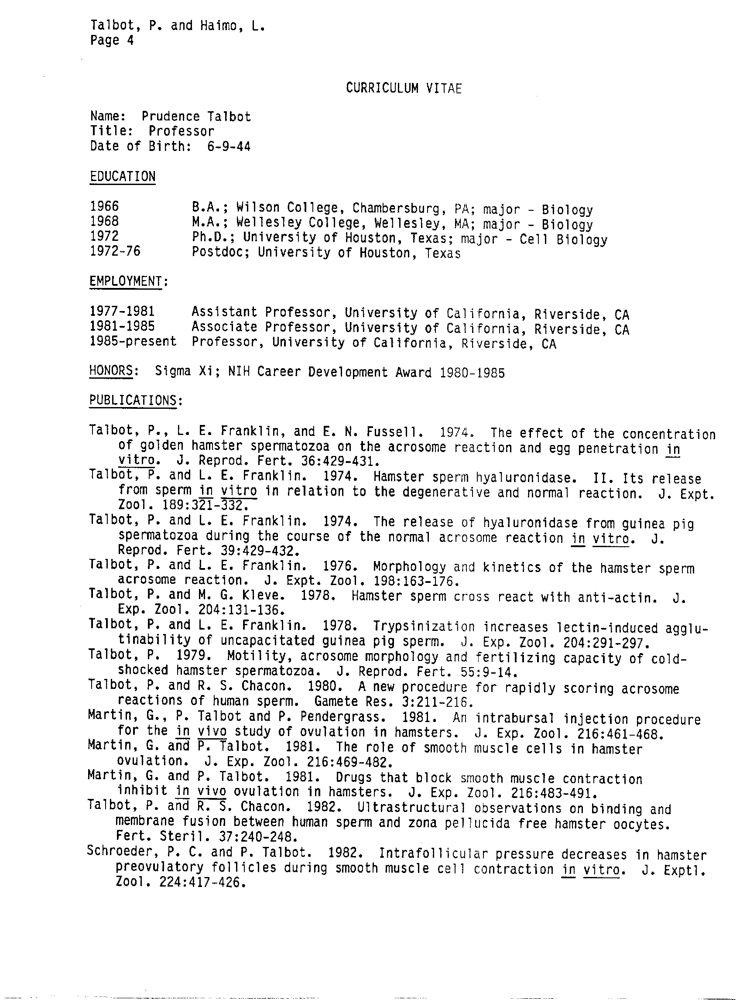 Talbot, P. and Haimo, L.
Page 4
CURRICULUM VITAE
Name: Prudence Talbot
Title: Professor
Date of Birth: 6-9-44
EDUCATION
1966 B.A.; Wilson College, Chambersburg, PA; major - Biology
1968 M.A.; Wellesley College, Wellesley, MA; major - Biology
1972 Ph.D.; University of Houston, Texas; major - Cell Biology
1972-76 Postdoc; University of Houston, Texas
EMPLOYMENT:
1977-1981 Assistant Professor, University of California, Riverside, CA
1981-1985 Associate Professor, University of California, Riverside, CA
1985-present Professor, University of California, Riverside, CA
HONORS: Sigma Xi; NIH Career Development Award 1980-1985
PUBLICATIONS:
Talbot, P., L. E. Franklin, and E. N. Fussell. 1974. The effect of the concentration
of golden hamster spermatozoa on the acrosome reaction and egg penetration in
vitro. J. Reprod. Fert. 36:429-431.
Talbot, P. and L. E. Franklin. 1974. Hamster sperm hyaluronidase. II. Its release
from sperm in vitro in relation to the degenerative and normal reaction. J. Expt.
Zool. 189:321-332.
Talbot, P. and L. E. Franklin. 1974. The release of hyaluronidase from guinea pig
spermatozoa during the course of the normal acrosome reaction in vitro. J.
Reprod. Fert. 39:429-432.
Talbot, P. and L. E. Franklin. 1976. Morphology and kinetics of the hamster sperm
acrosome reaction. J. Expt. Zool. 198:163-176.
Talbot, P. and M. G. Kleve. 1978. Hamster sperm cross react with anti-actin. J.
Exp. Zool. 204:131-136.
Talbot, P. and L. E. Franklin. 1978. Trypsinization increases lectin-induced agglu-
tinability of uncapacitated guinea pig sperm. J. Exp. Zool. 204:291-297.
Talbot, P. 1979. Motility, acrosome morphology and fertilizing capacity of cold-
shocked hamster spermatozoa. J. Reprod. Fert. 55:9-14.
Talbot, P. and R. S. Chacon. 1980. A new procedure for rapidly scoring acrosome
reactions of human sperm. Gamete Res. 3:211-216.
Martin, G., P. Talbot and P. Pendergrass. 1981. An intrabursal injection procedure
for the in vivo study of ovulation in hamsters. J. Exp. Zool. 216:461-468.
Martin, G. and P. Talbot. 1981. The role of smooth muscle cells in hamster
ovulation. J. Exp. Zool. 216:469-482.
Martin, G. and P. Talbot. 1981. Drugs that block smooth muscle contraction
inhibit in vivo ovulation in hamsters. J. Exp. Zool. 216:483-491.
Talbot, P. and R. S. Chacon. 1982. Ultrastructural observations on binding and
membrane fusion between human sperm and zona pellucida free hamster oocytes.
Fert. Steril. 37:240-248.
Schroeder, P. C. and P. Talbot. 1982. Intrafollicular pressure decreases in hamster
preovulatory follicles during smooth muscle cell contraction in vitro. J. Exptl.
Zool. 224:417-426.